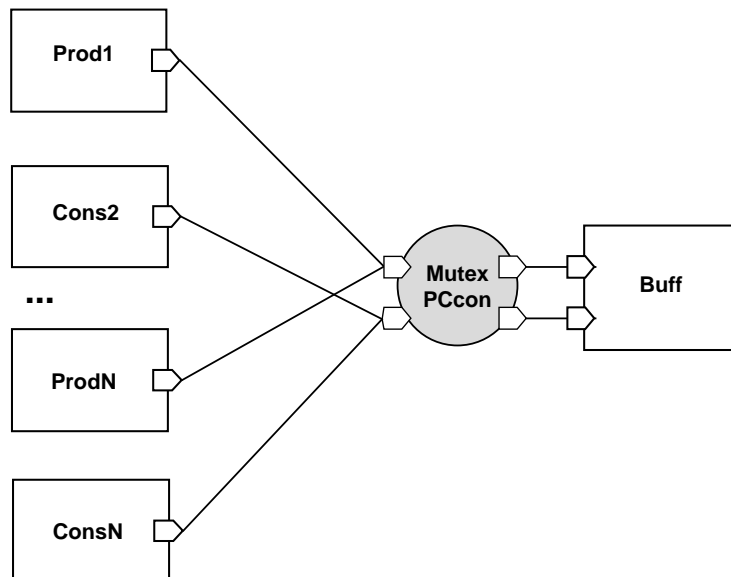 Prod1
Cons2
...
ProdN
ConsN
Mutex
PCcon
Buff